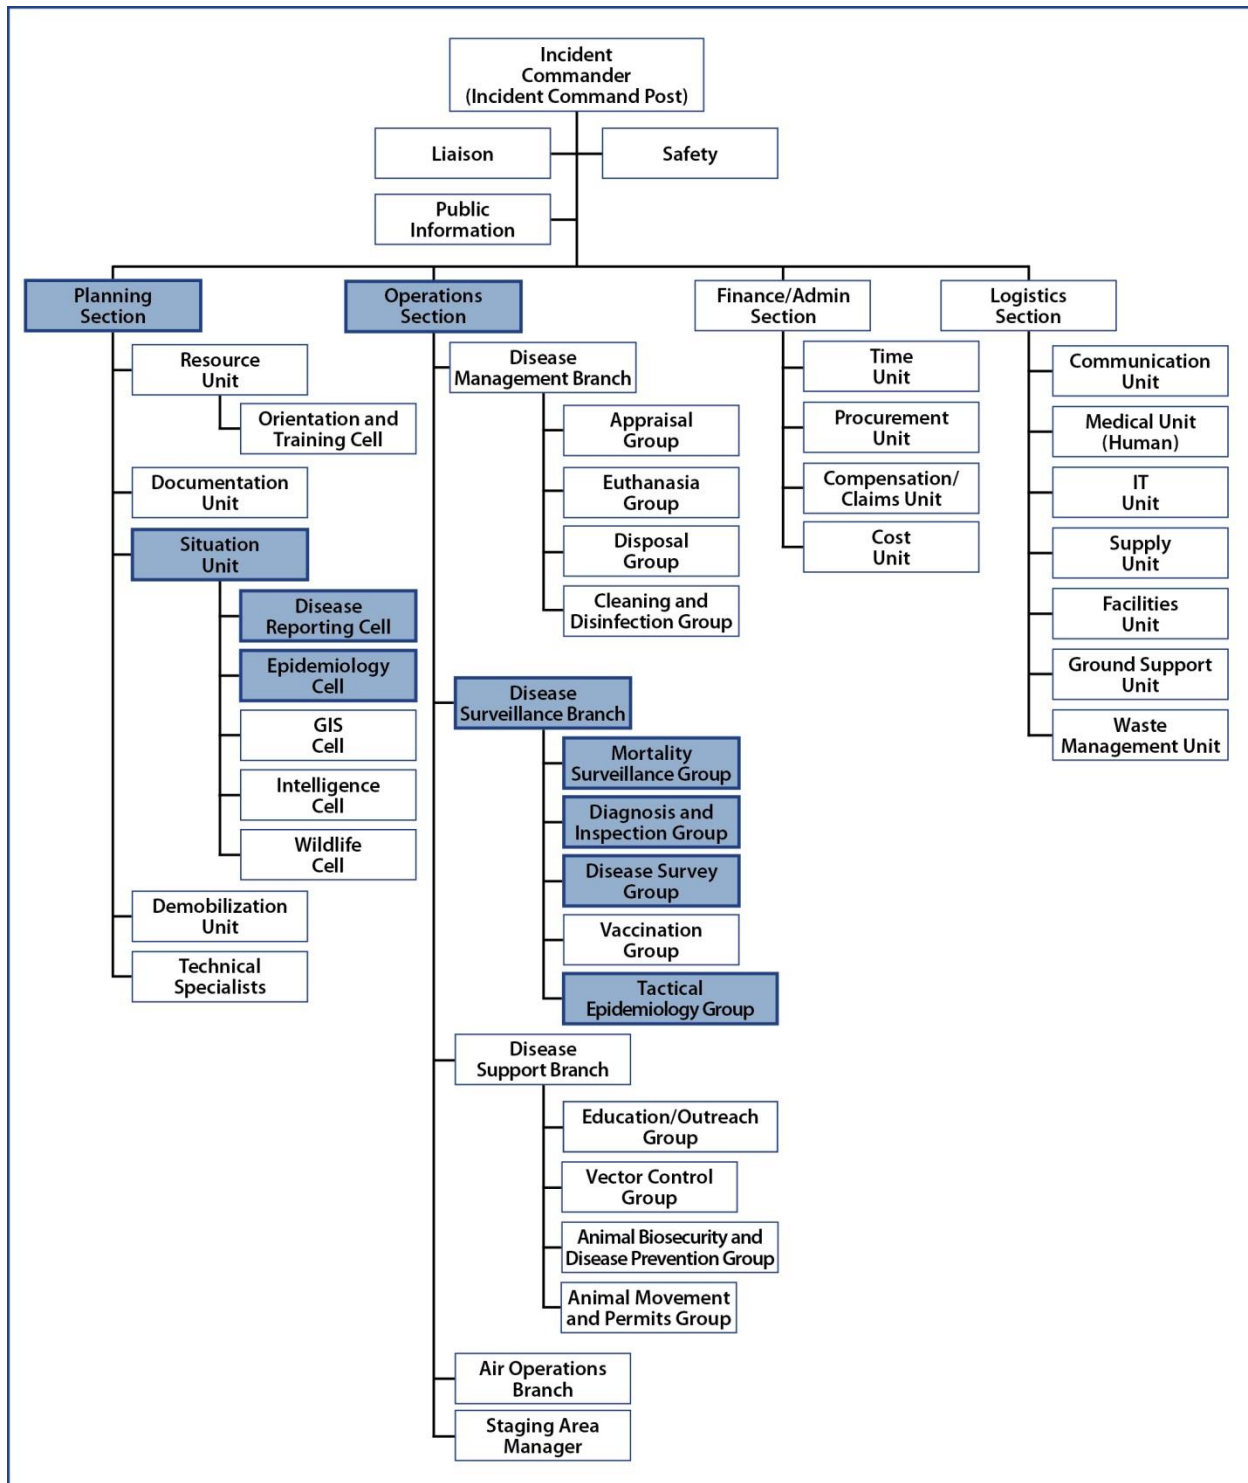 Incident
Commander
(Incident Command Post)
Liaison
Safety
Public
Information
Planning
Section
Resource
Unit
Orientation and
Training Cell
Documentation
Unit
Situation
Unit
Disease
Reporting Cell
Epidemiology
Cell
GIS
Cell
Intelligence
Cell
Wildlife
Cell
Demobilization
Unit
Technical
Specialists
Operations
Section
Disease
Management Branch
Appraisal
Group
Euthanasia
Group
Disposal
Group
Cleaning and
Disinfection Group
Disease
Surveillance Branch
Mortality
Surveillance Group
Diagnosis and
Inspection Group
Disease Survey
Group
Vaccination
Group
Tactical
Epidemiology Group
Disease
Support Branch
Education/Outreach
Group
Vector Control
Group
Animal Biosecurity and
Disease Prevention Group
Animal Movement
and Permits Group
Air Operations
Branch
Staging Area
Manager
Finance/Admin
Section
Time
Unit
Procurement
Unit
Compensation/
Claims Unit
Cost
Unit
Logistics
Section
Communication
Unit
Medical Unit
(Human)
IT
Unit
Supply
Unit
Facilities
Unit
Ground Support
Unit
Waste
Management Unit